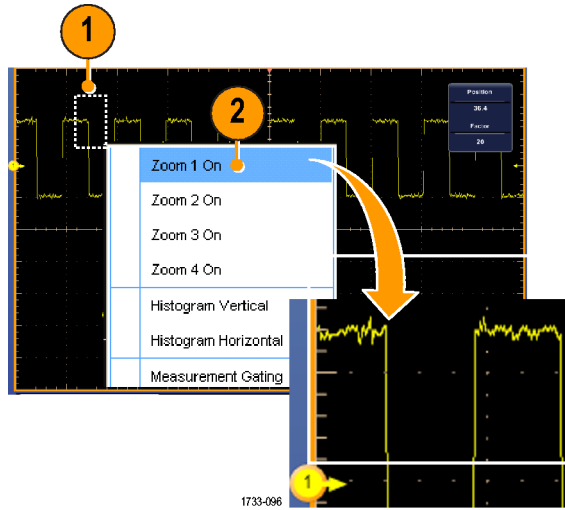 1
Position
36.4
Factor
20
2
1
Zoom 1 On
Zoom 2 On
Zoom 3 On
Zoom 4 On
Histogram Vertical
Histogram Horizontal
Measurement Gating
1
1733-096